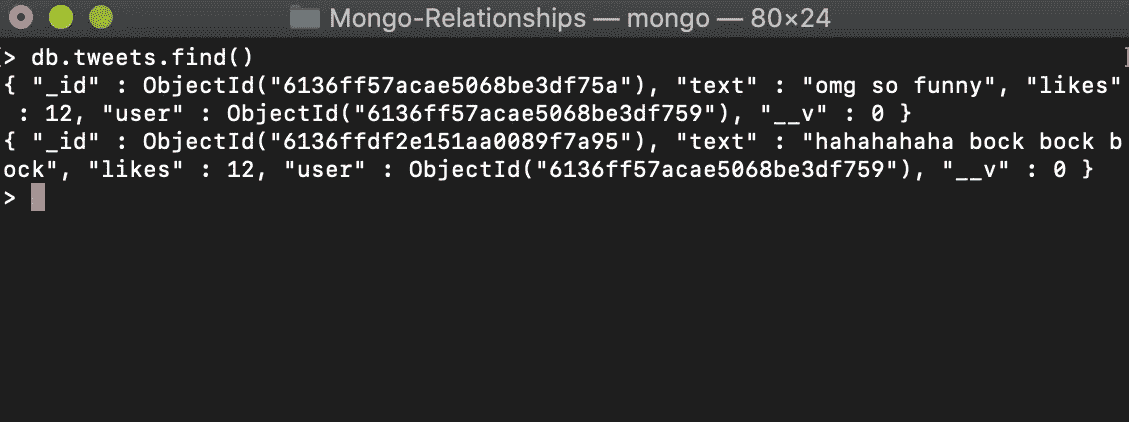 Mongo-Relationships — mongo — 80×24
> db.tweets.find()
{ "_id" : ObjectId("6136ff57acae5068be3df75a"), "text" : "omg so funny", "likes"
 : 12, "user" : ObjectId("6136ff57acae5068be3df759"), "__v" : 0 }
{ "_id" : ObjectId("6136ffdf2e151aa0089f7a95"), "text" : "hahahahaha bock bock b
ock", "likes" : 12, "user" : ObjectId("6136ff57acae5068be3df759"), "__v" : 0 }
>